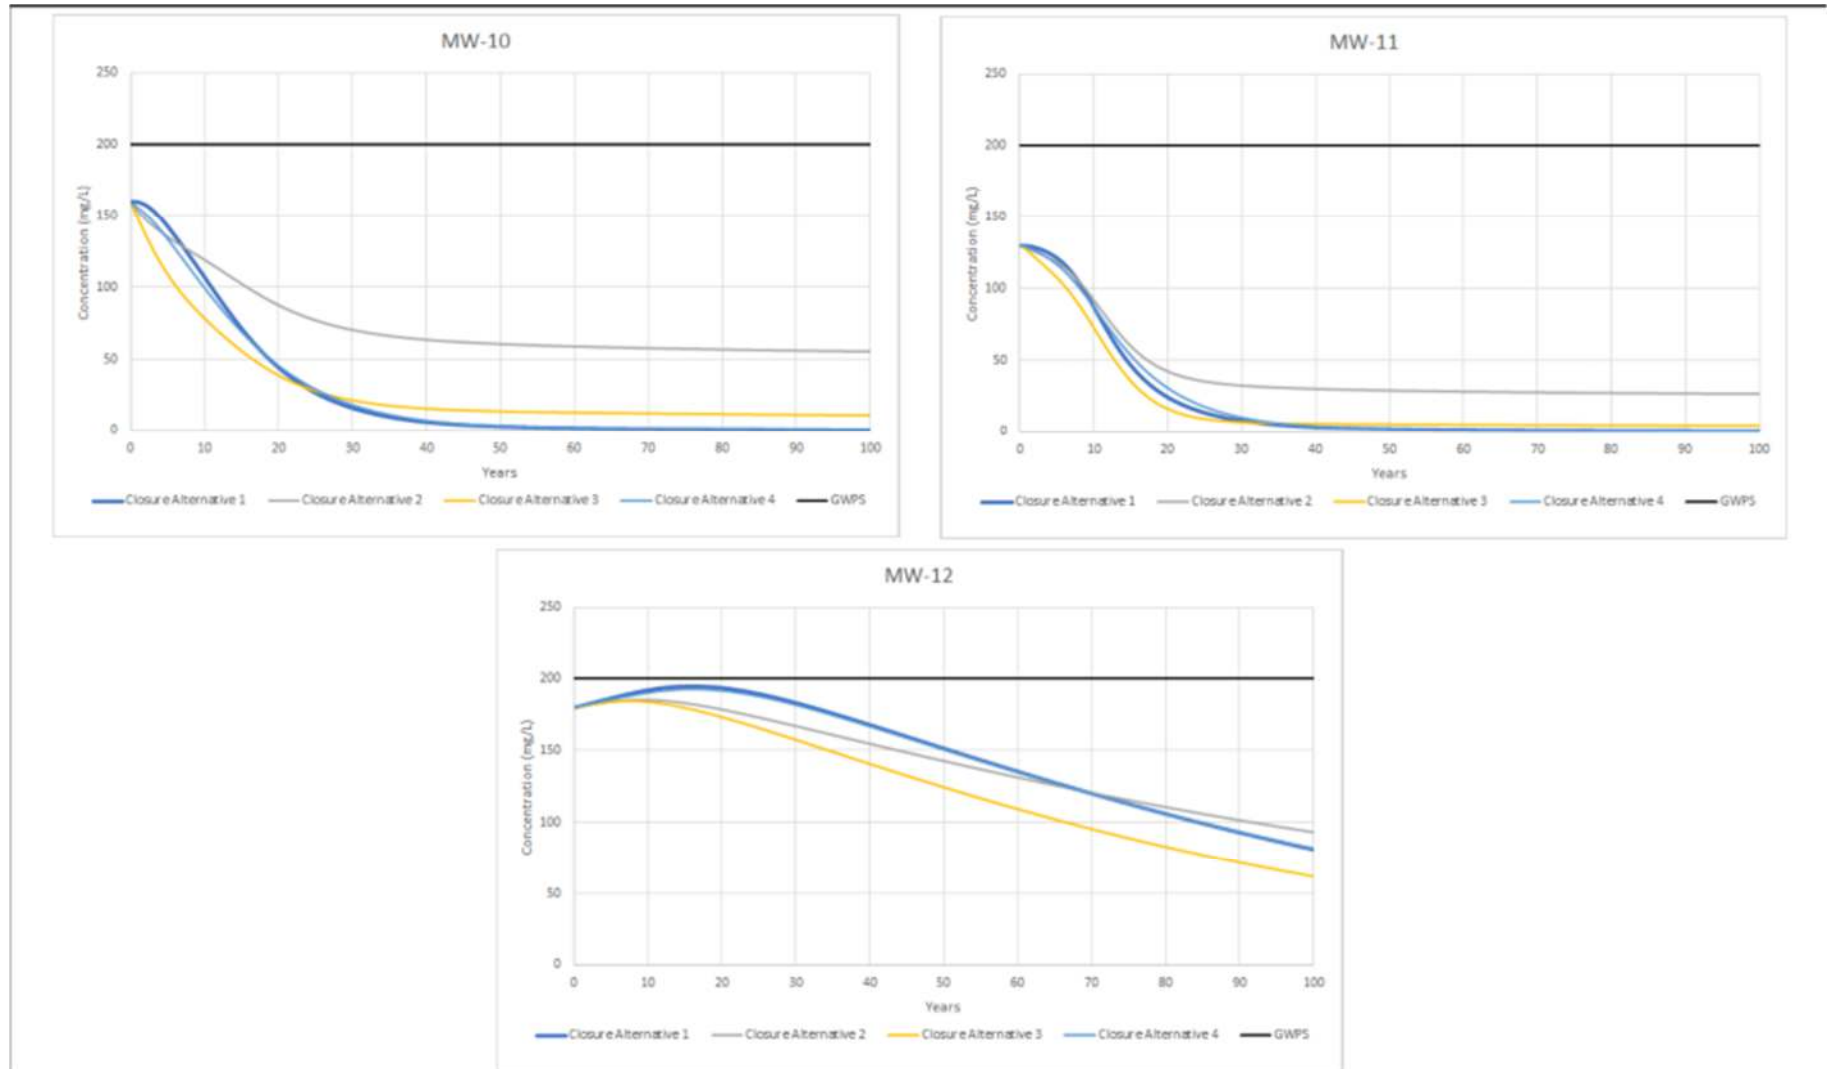 MW-10
250
200
150
100
50
0
Concentration (mg/L)
0 10 20 30 40 50 60 70 80 90 100
Years
Closure Alternative 1 Closure Alternative 2 Closure Alternative 3 Closure Alternative 4 GWPS
MW-11
250
200
150
100
50
0
Concentration (mg/L)
0 10 20 30 40 50 60 70 80 90 100
Years
Closure Alternative 1 Closure Alternative 2 Closure Alternative 3 Closure Alternative 4 GWPS
MW-12
250
200
150
100
50
0
Concentration (mg/L)
0 10 20 30 40 50 60 70 80 90 100
Years
Closure Alternative 1 Closure Alternative 2 Closure Alternative 3 Closure Alternative 4 GWPS